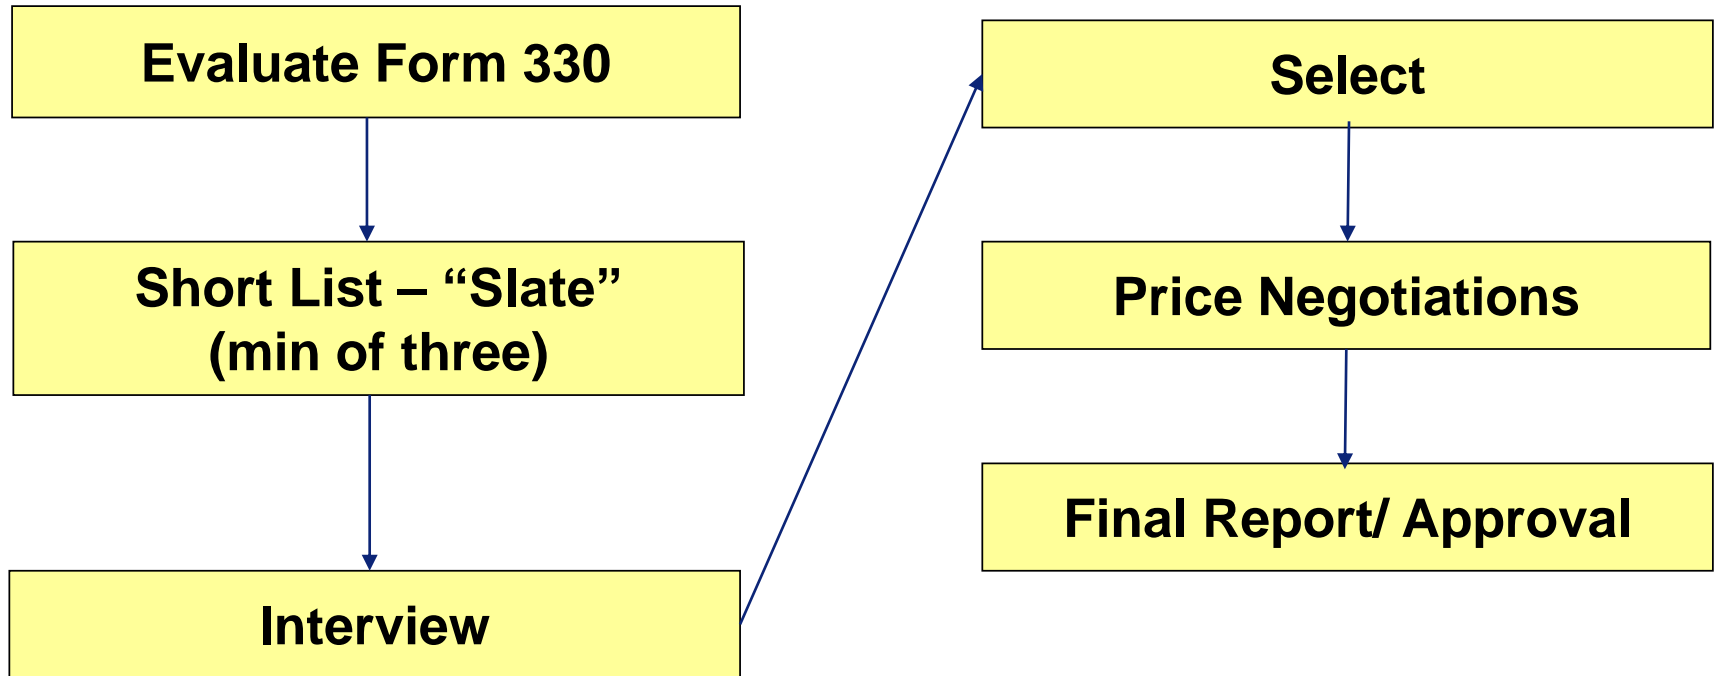 Evaluate Form 330
Short List – “Slate”
(min of three)
Interview
Select
Price Negotiations
Final Report/ Approval